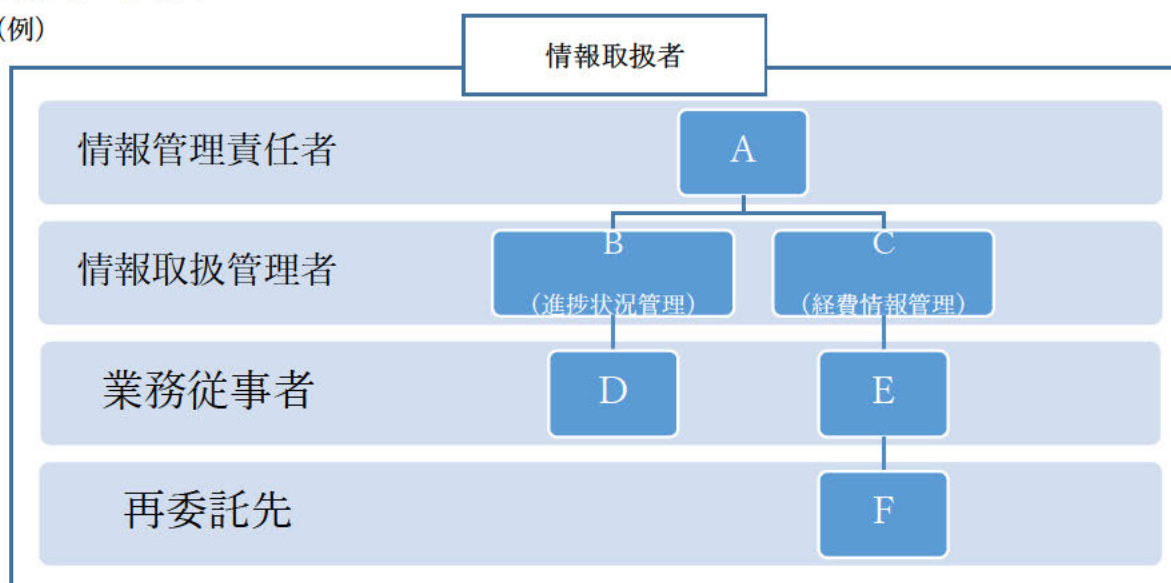 （例）
情報取扱者
情報管理責任者
A
情報取扱管理者
B
（進捗状況管理）
C
（経費情報管理）
業務従事者
D
E
再委託先
F